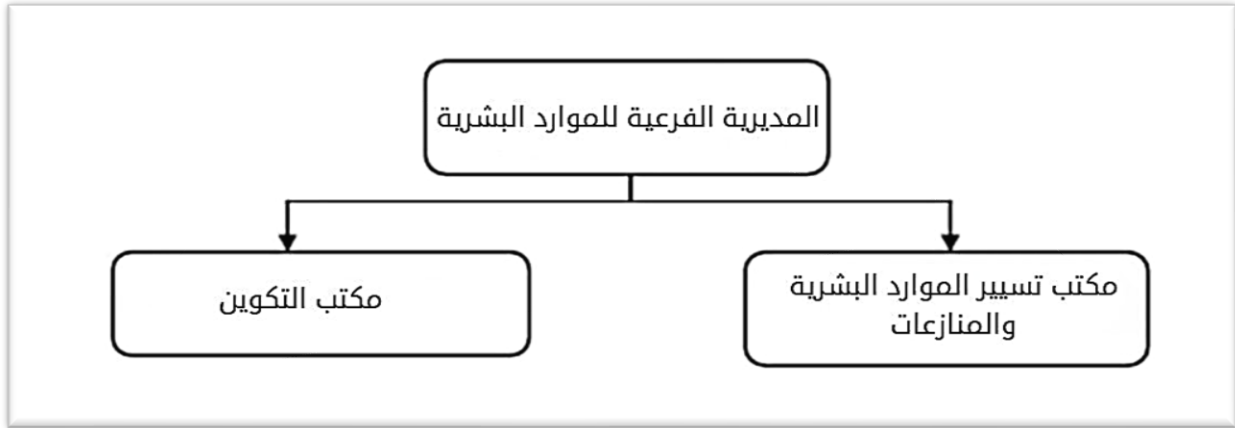 المديرية الفرعية للموارد البشرية
مكتب تسيير الموارد البشرية
والمنازعات
مكتب التكوين